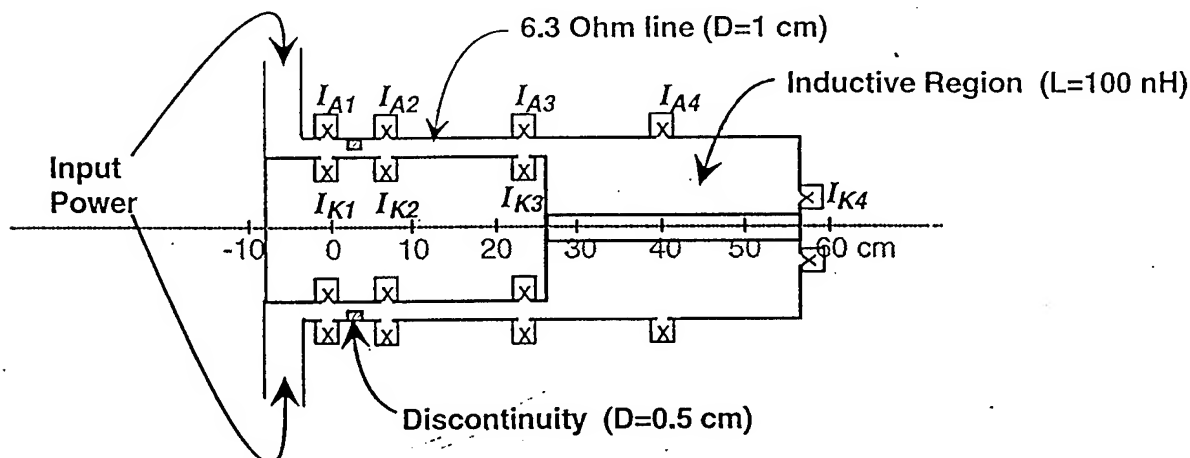 6.3 Ohm line (D=1 cm)
Inductive Region (L=100 nH)
I_A1 I_A2 I_A3 I_A4
Input
Power
I_K1 I_K2 I_K3 I_K4
-10 0 10 20 30 40 50 60 cm
Discontinuity (D=0.5 cm)